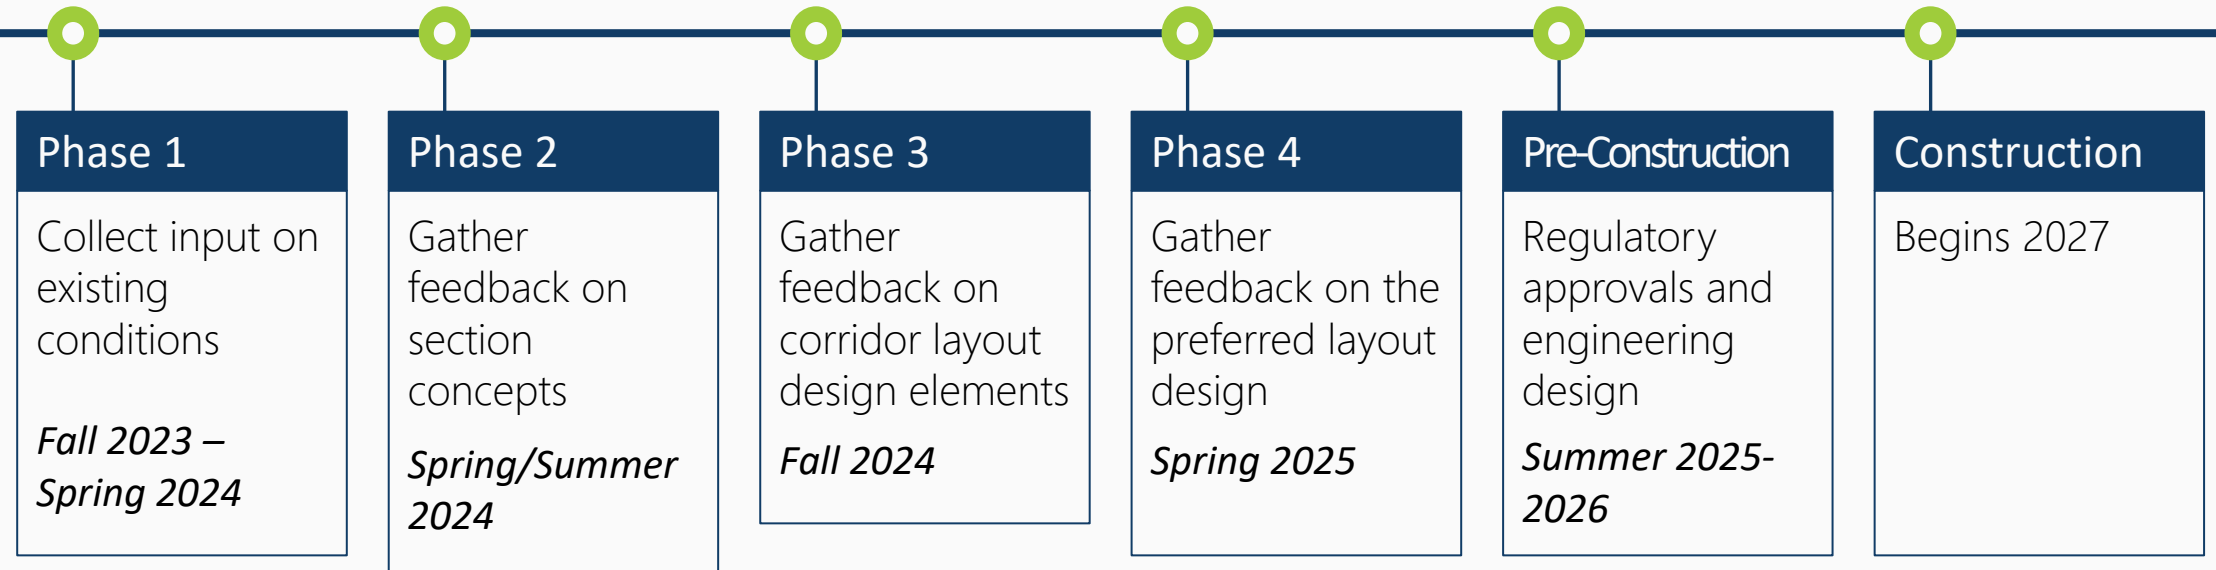 Phase 1
Collect input on
existing
conditions
Fall 2023 –
Spring 2024
Phase 2
Gather
feedback on
section
concepts
Spring/Summer
2024
Phase 3
Gather
feedback on
corridor layout
design elements
Fall 2024
Phase 4
Gather
feedback on the
preferred layout
design
Spring 2025
Pre-Construction
Regulatory
approvals and
engineering
design
Summer 2025-
2026
Construction
Begins 2027